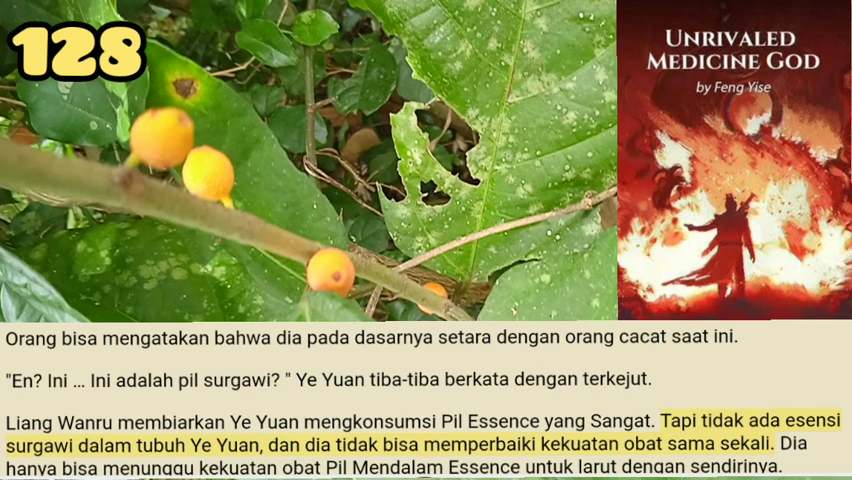 128
UNRIVALED
MEDICINE GOD
by Feng Yise
Orang bisa mengatakan bahwa dia pada dasarnya setara dengan orang cacat saat ini.
"En? Ini ... Ini adalah pil surgawi? " Ye Yuan tiba-tiba berkata dengan terkejut.
Liang Wanru membiarkan Ye Yuan mengkonsumsi Pil Essence yang Sangat. Tapi tidak ada esensi
surgawi dalam tubuh Ye Yuan, dan dia tidak bisa memperbaiki kekuatan obat sama sekali. Dia
hanya bisa menunggu kekuatan obat Pil Mendalam Essence untuk larut dengan sendirinya.